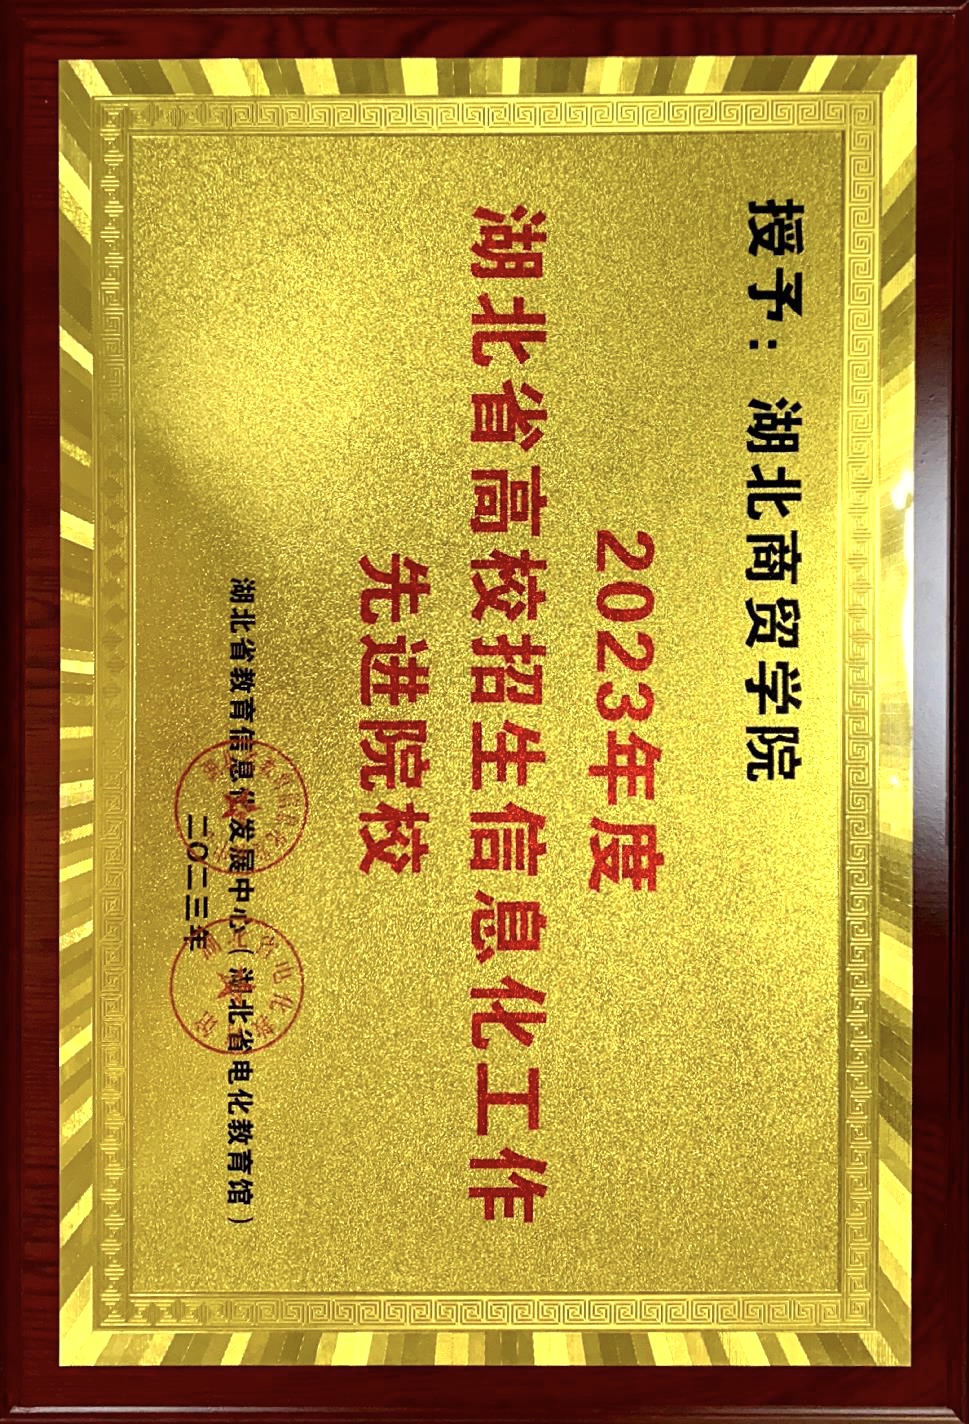 授予：湖北商贸学院
2023年度
湖北省高校招生信息化工作
先进院校
湖北省教育信息化发展中心（湖北省电化教育馆）
二〇二三年